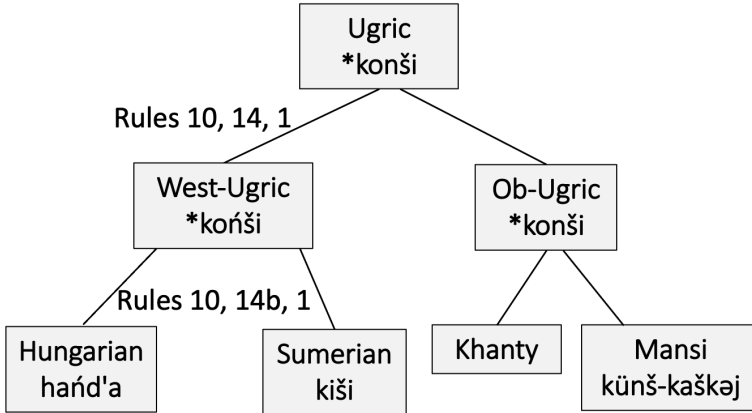 Ugric
*konši
Rules 10, 14, 1
West-Ugric
*końši
Ob-Ugric
*konši
Rules 10, 14b, 1
Hungarian
hańd'a
Sumerian
kiši
Khanty
Mansi
künš-kaškəj